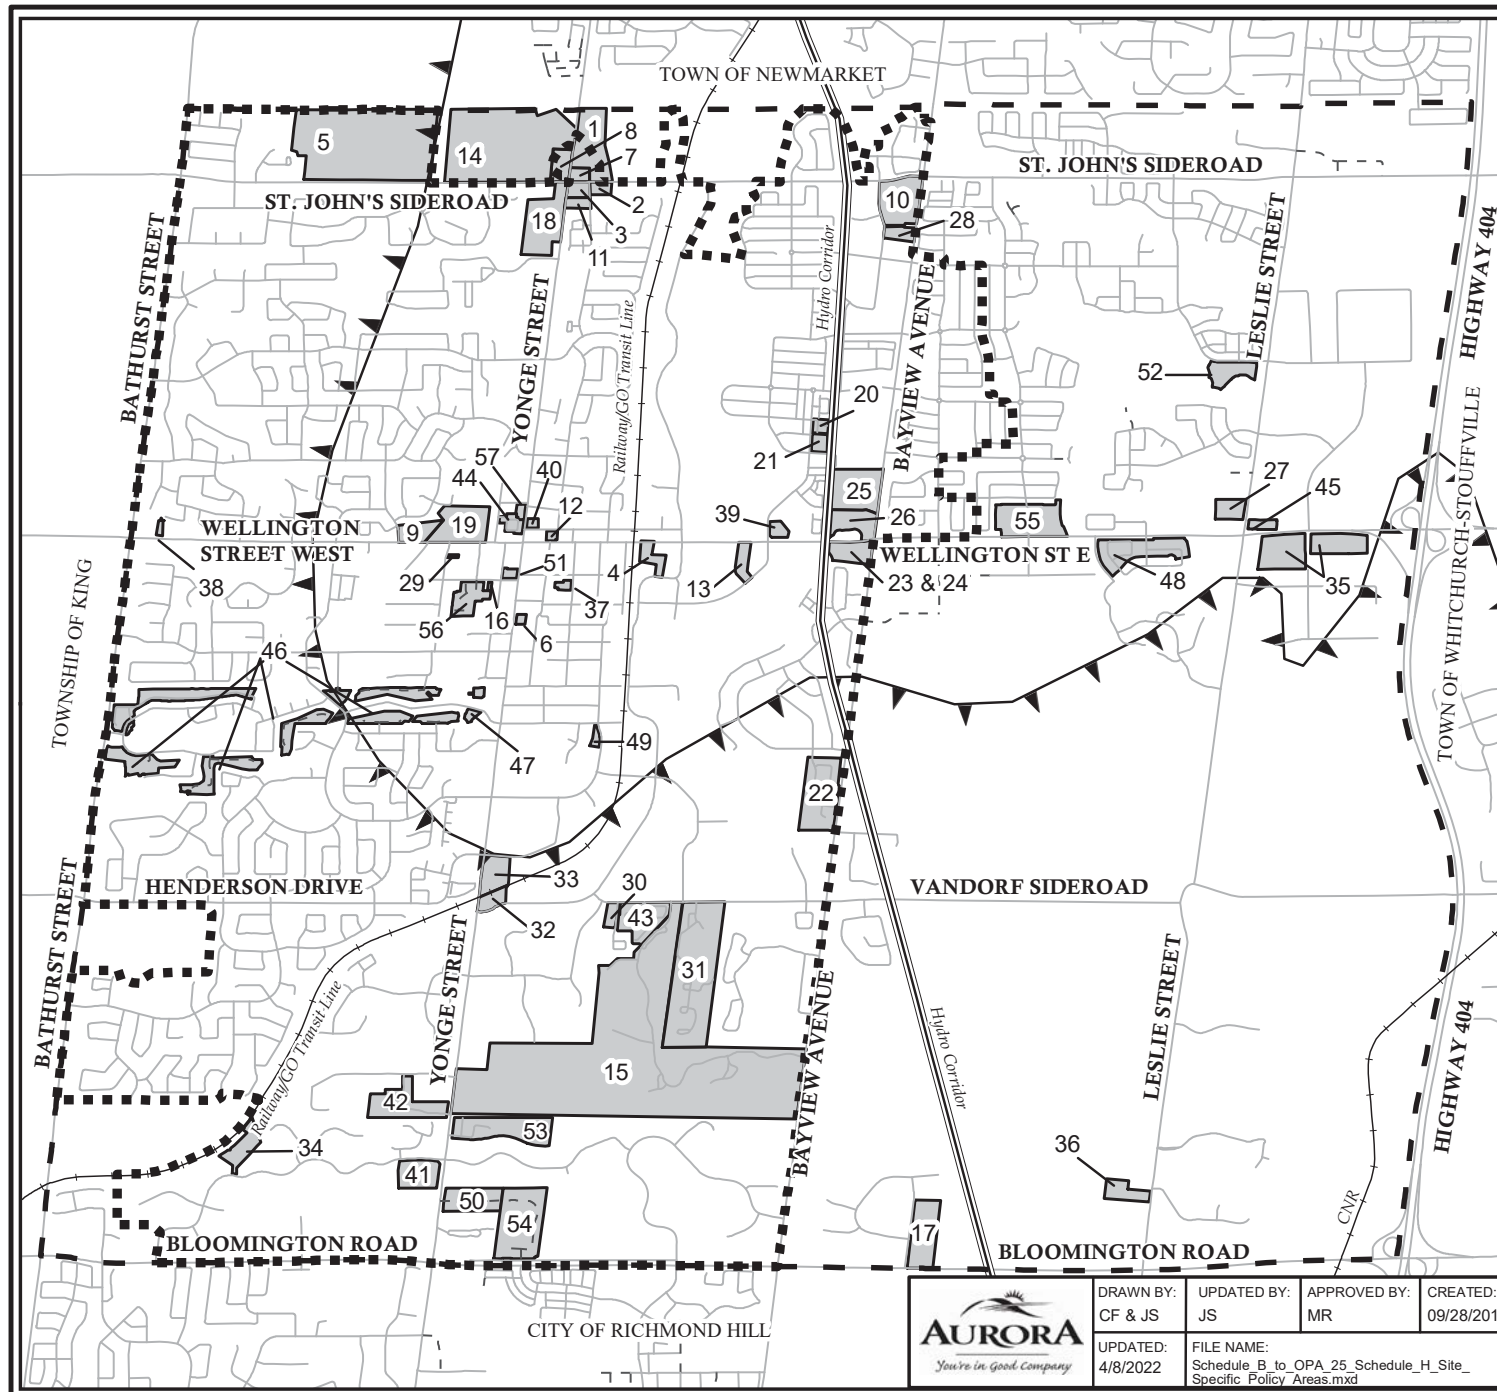 TOWN OF NEWMARKET
5
14
1
8
7
ST. JOHN'S SIDEROAD
ST. JOHN'S SIDEROAD
18
2
3
11
10
28
BATHURST STREET
YONGE STREET
Railway/GO Transit Line
Hydro Corridor
BAYVIEW AVENUE
LESLIE STREET
HIGHWAY 404
52
20
21
57
44
40
12
25
26
27
45
39
55
9
19
WELLINGTON
STREET WEST
WELLINGTON ST E
38
29
51
4
13
23 & 24
48
35
56
16
37
6
TOWNSHIP OF KING
TOWN OF WHITCHURCH-STOUFFVILLE
46
47
49
22
HENDERSON DRIVE
VANDORF SIDEROAD
33
32
30
43
31
BATHURST STREET
YONGE STREET
Railway/GO Transit Line
BAYVIEW AVENUE
Hydro Corridor
LESLIE STREET
HIGHWAY 404
15
42
53
34
41
50
54
36
17
CNR
BLOOMINGTON ROAD
BLOOMINGTON ROAD
CITY OF RICHMOND HILL
AURORA
You're in Good Company
DRAWN BY:
CF & JS
UPDATED BY:
JS
APPROVED BY:
MR
CREATED:
09/28/201
UPDATED:
4/8/2022
FILE NAME:
Schedule_B_to_OPA_25_Schedule_H_Site_
Specific_Policy_Areas.mxd